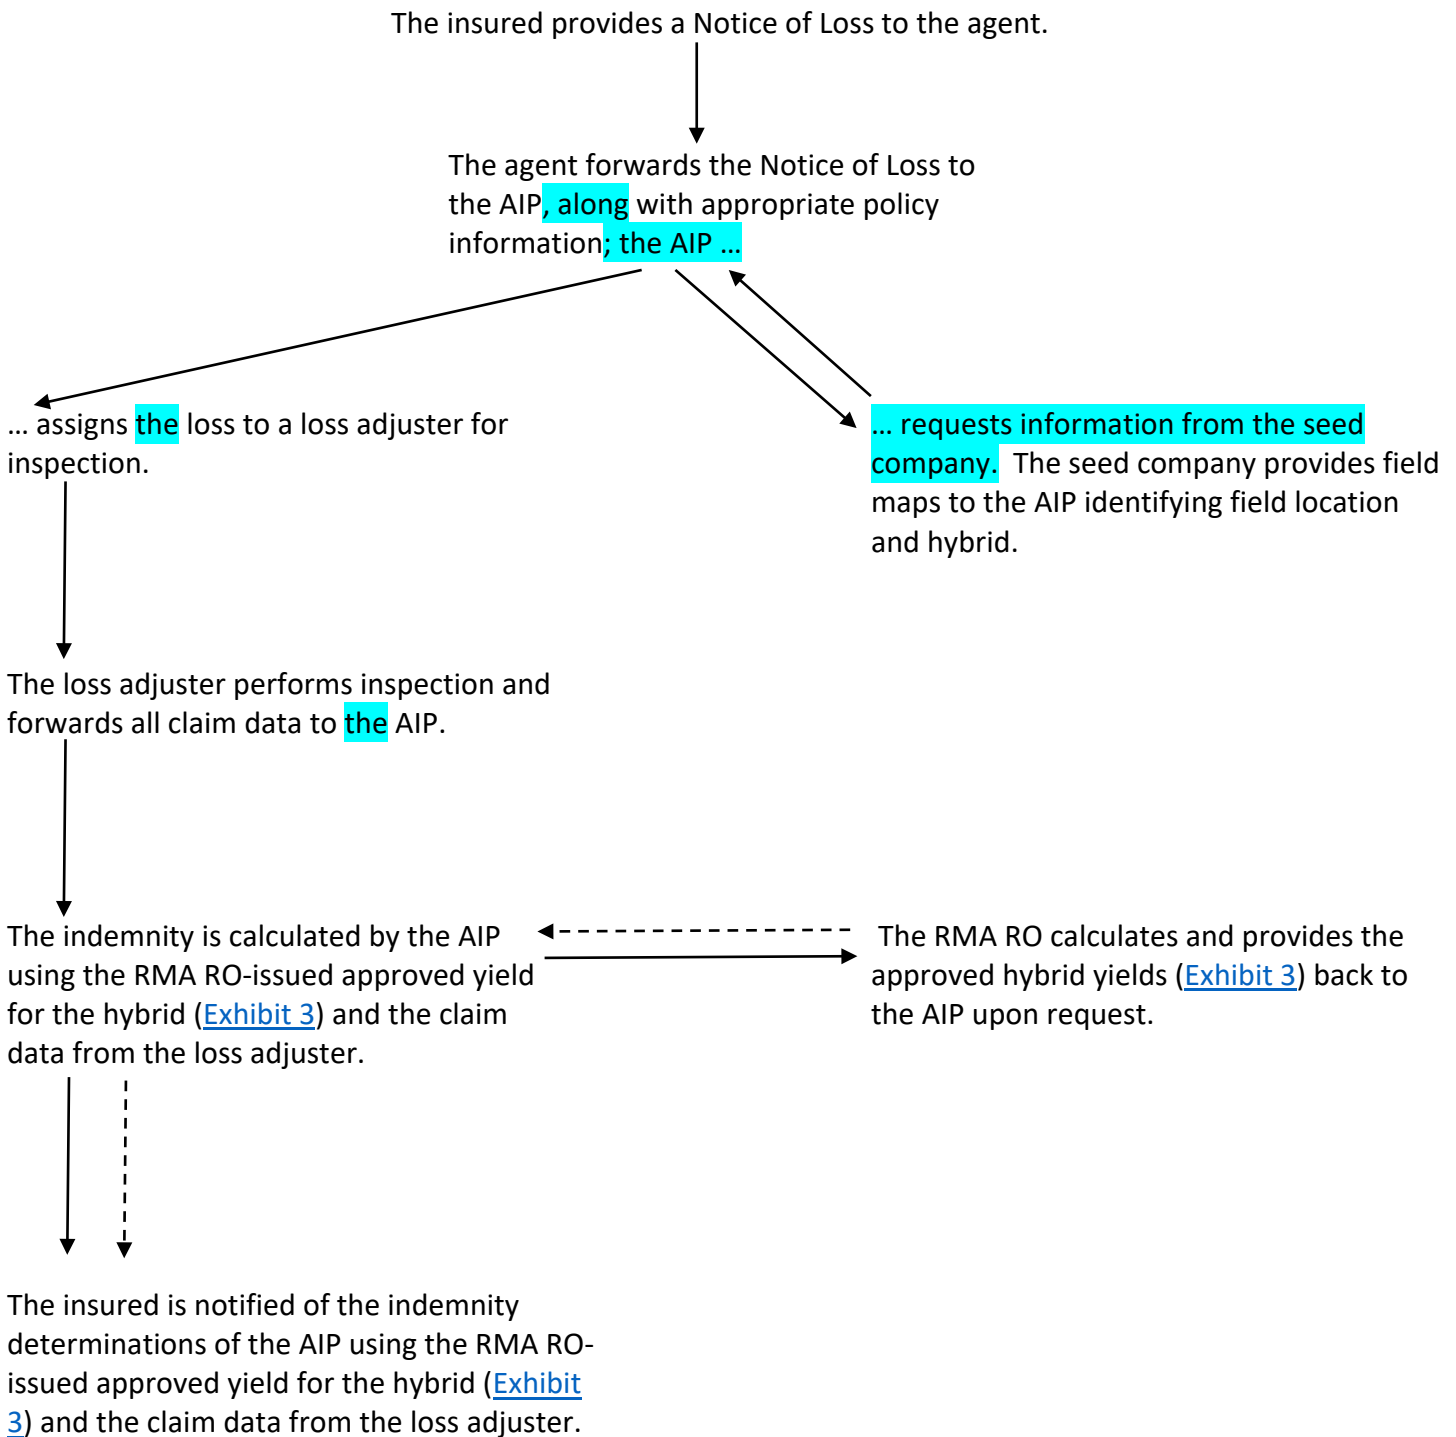 The insured provides a Notice of Loss to the agent.
The agent forwards the Notice of Loss to
the AIP, along with appropriate policy
information; the AIP …
… assigns the loss to a loss adjuster for
inspection.
… requests information from the seed
company.  The seed company provides field
maps to the AIP identifying field location
and hybrid.
The loss adjuster performs inspection and
forwards all claim data to the AIP.
The indemnity is calculated by the AIP
using the RMA RO-issued approved yield
for the hybrid (Exhibit 3) and the claim
data from the loss adjuster.
The RMA RO calculates and provides the
approved hybrid yields (Exhibit 3) back to
the AIP upon request.
The insured is notified of the indemnity
determinations of the AIP using the RMA RO-
issued approved yield for the hybrid (Exhibit
3) and the claim data from the loss adjuster.